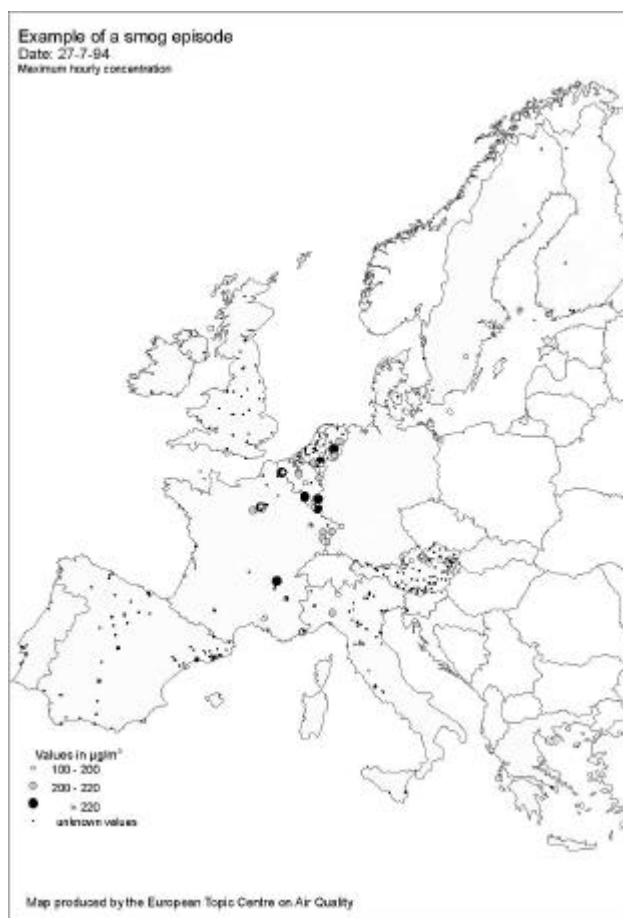 Example of a smog episode
Date: 27-7-94
Maximum hourly concentration
Values in µg/m³
100 - 200
200 - 220
> 220
unknown values
Map produced by the European Topic Centre on Air Quality